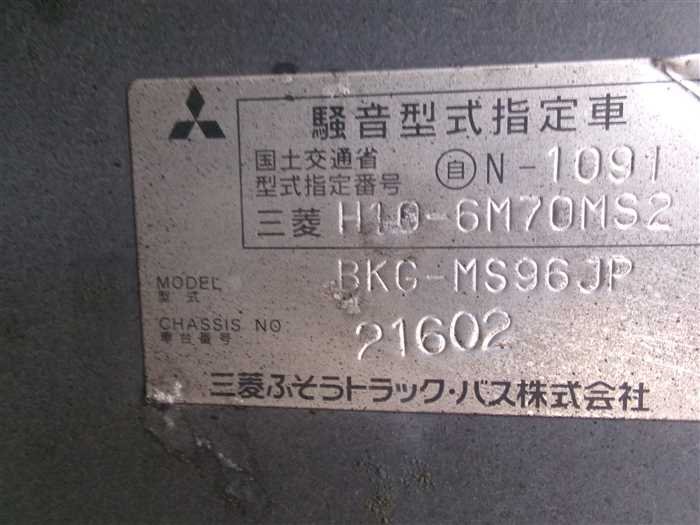 騒音型式指定車
国土交通省
型式指定番号 自 N-1091
三菱 H10-6M70MS2
MODEL BKG-MS96JP
型式
CHASSIS NO 21602
車台番号
三菱ふそうトラック・バス株式会社